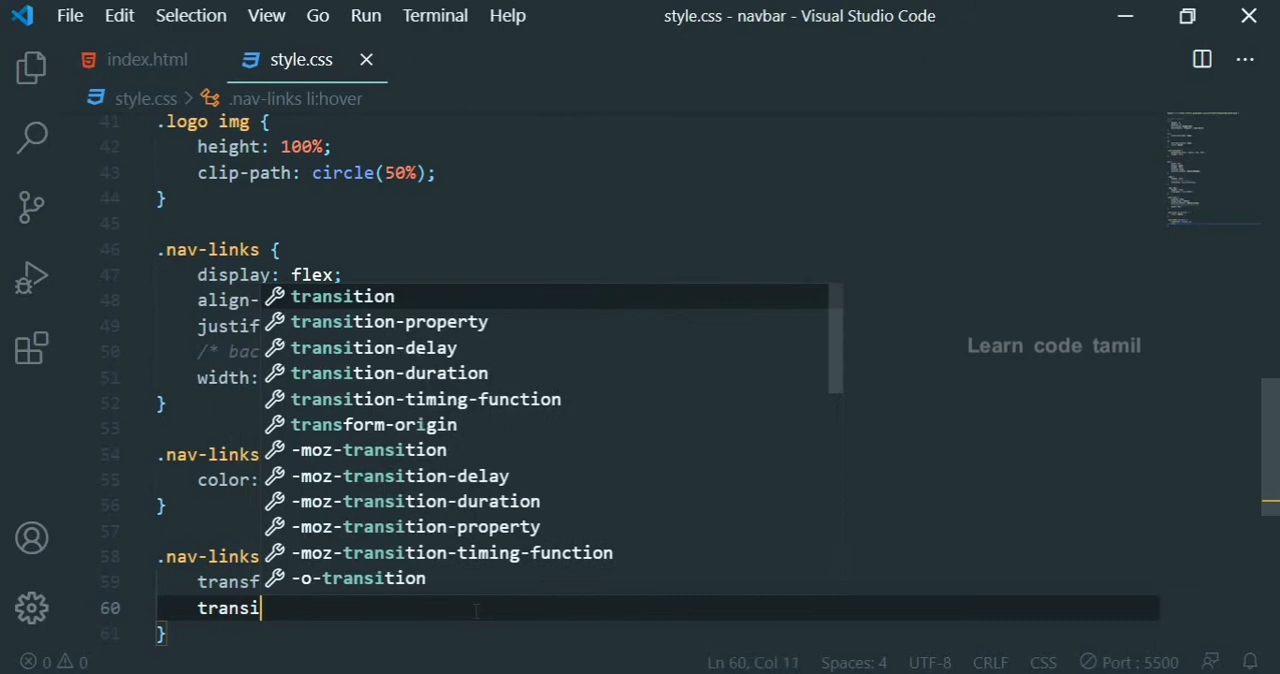 File Edit Selection View Go Run Terminal Help style.css - navbar - Visual Studio Code
index.html style.css
style.css > .nav-links li:hover
41 .logo img {
42 height: 100%;
43 clip-path: circle(50%);
44 }
45
46 .nav-links {
47 display: flex;
48 align-
49 justif
50 /* bac
51 width:
52 }
53
54 .nav-links
55 color:
56 }
57
58 .nav-links
59 transf
60 transi
61 }
transition
transition-property
transition-delay
transition-duration
transition-timing-function
transform-origin
-moz-transition
-moz-transition-delay
-moz-transition-duration
-moz-transition-property
-moz-transition-timing-function
-o-transition
Learn code tamil
0 0 Ln 60, Col 11 Spaces: 4 UTF-8 CRLF CSS Port : 5500